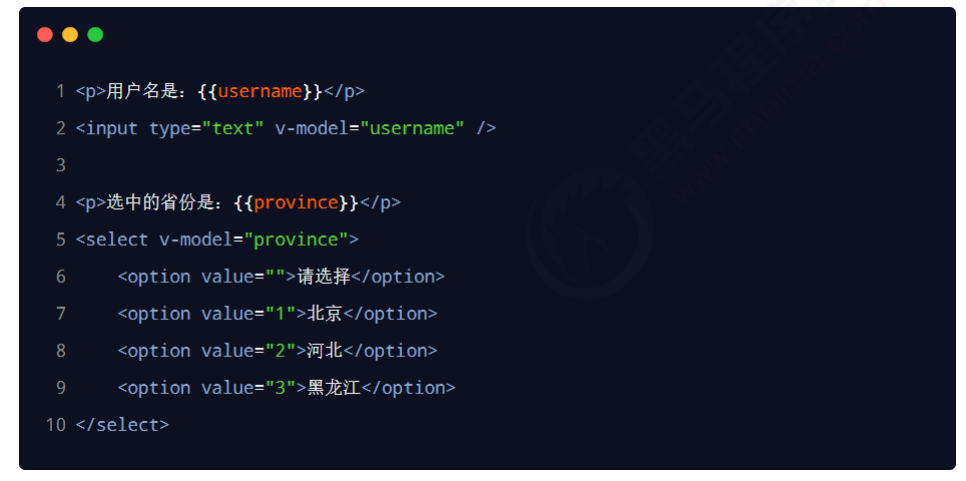 1 <p>用户名是：{{username}}</p>
2 <input type="text" v-model="username" />
3
4 <p>选中的省份是：{{province}}</p>
5 <select v-model="province">
6     <option value="">请选择</option>
7     <option value="1">北京</option>
8     <option value="2">河北</option>
9     <option value="3">黑龙江</option>
10 </select>